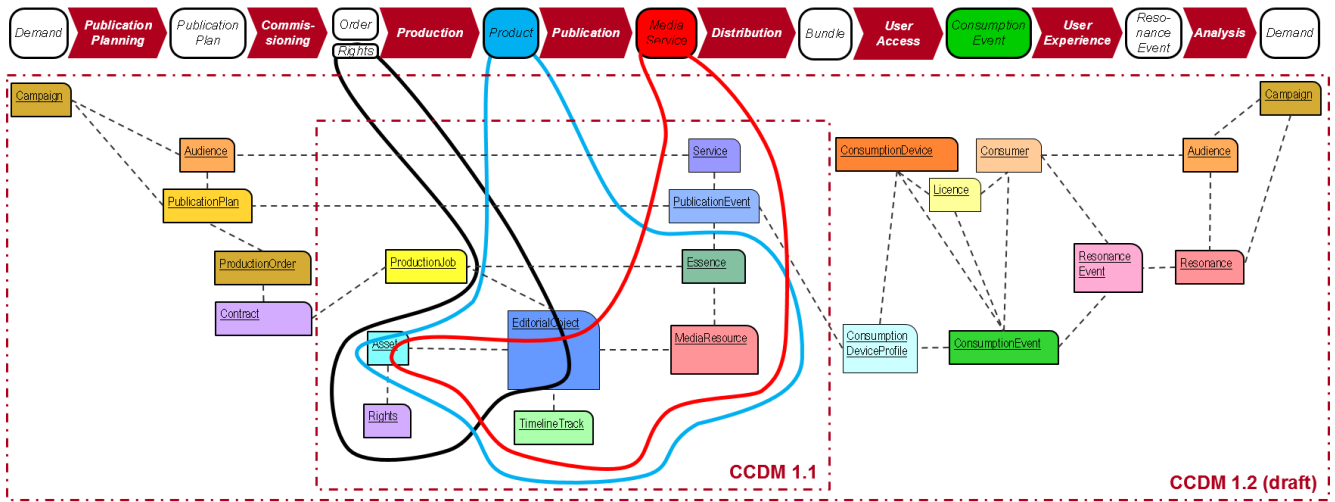 Demand
Publication
Planning
Publication
Plan
Commis-
sioning
Order
Rights
Production
Product
Publication
Media
Service
Distribution
Bundle
User
Access
Consumption
Event
User
Experience
Reso-
nance
Event
Analysis
Demand
Campaign
Campaign
Audience
Service
ConsumptionDevice
Consumer
Audience
Licence
PublicationPlan
PublicationEvent
ProductionOrder
ProductionJob
Essence
Resonance
Event
Resonance
Contract
EditorialObject
MediaResource
Asset
Consumption
DeviceProfile
ConsumptionEvent
Rights
TimelineTrack
CCDM 1.1
CCDM 1.2 (draft)